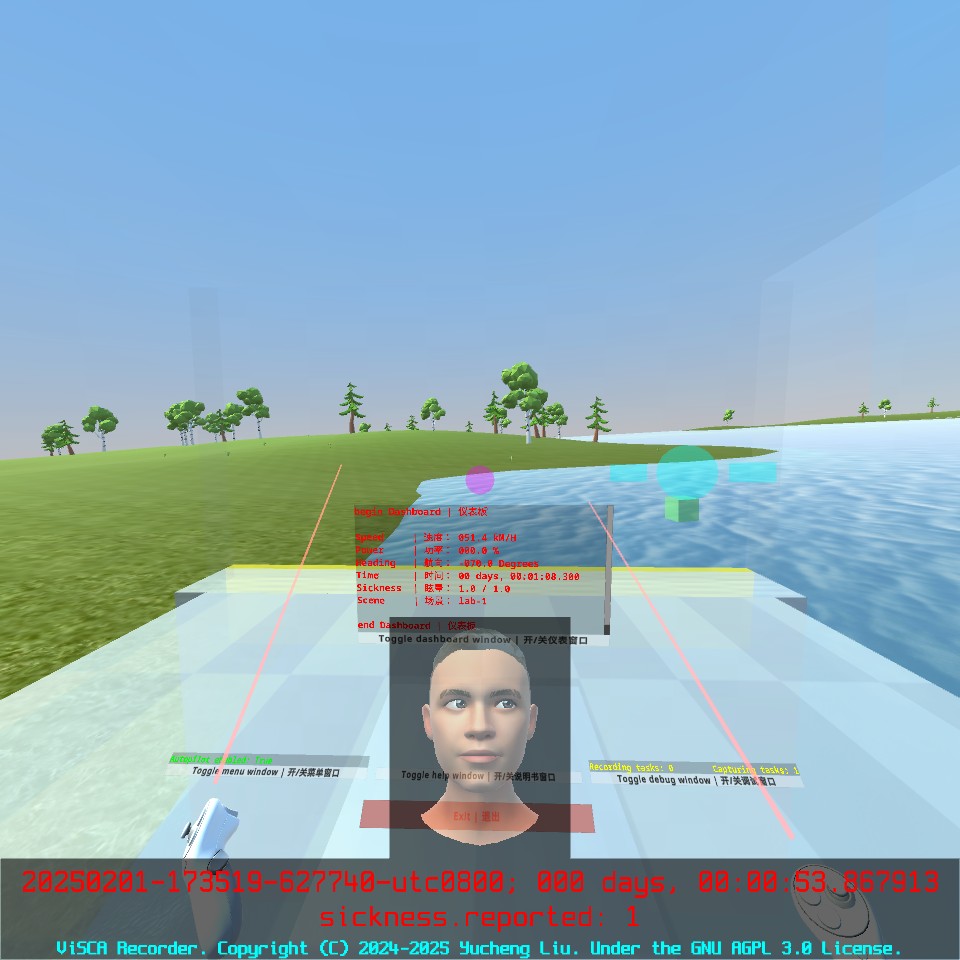 begin Dashboard | 仪表板
Speed | 速度： 051.4 kM/H
Power | 功率： 000.0 %
Heading | 航向： -070.0 Degrees
Time | 时间： 00 days, 00:01:08.300
Sickness | 眩晕： 1.0 / 1.0
Scene | 场景： lab-1
end Dashboard | 仪表板
Toggle dashboard window | 开/关仪表窗口
Autopilot enabled: True
Toggle menu window | 开/关菜单窗口
Toggle help window | 开/关说明书窗口
Recording tasks: 0 Capturing tasks: 1
Toggle debug window | 开/关调试窗口
Exit | 退出
20250201-173519-627740-utc0800; 000 days, 00:00:53.867913
sickness.reported: 1
ViSCA Recorder. Copyright (C) 2024-2025 Yucheng Liu. Under the GNU AGPL 3.0 License.